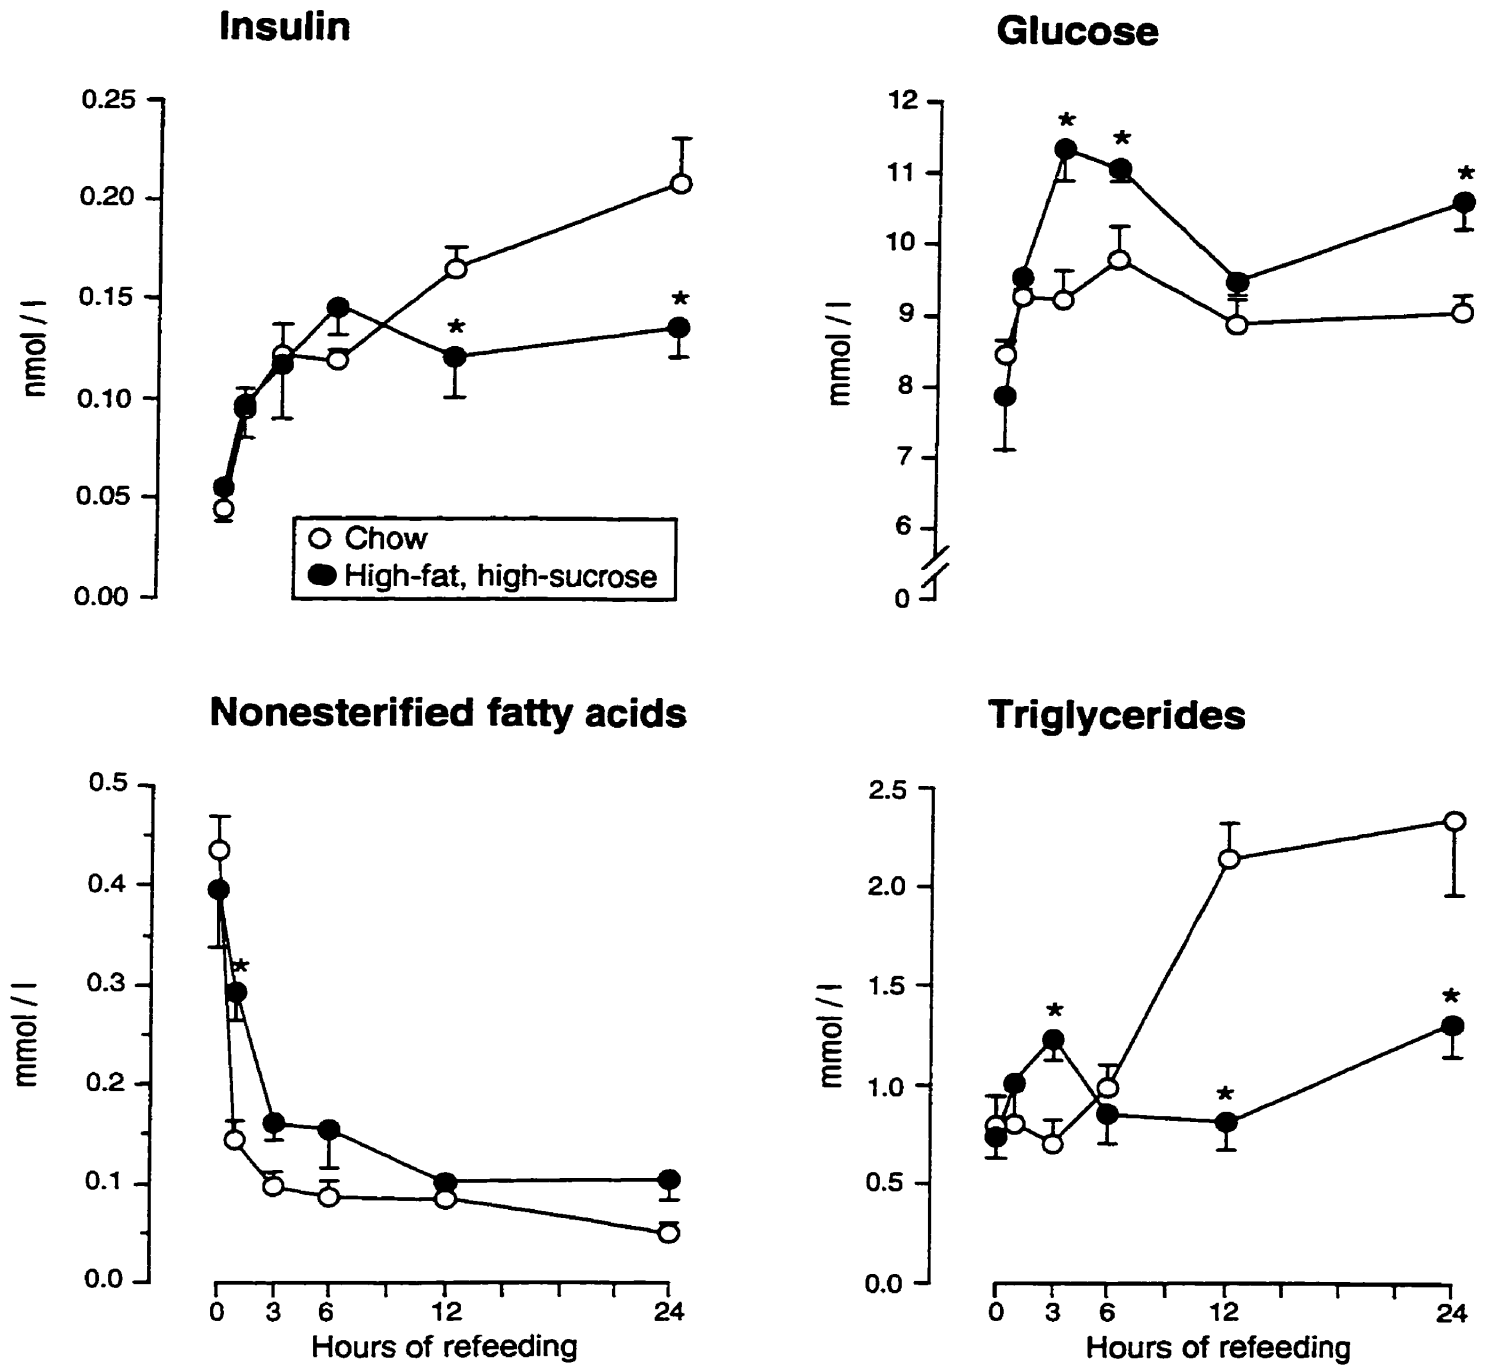 Insulin
0.25
0.20
0.15
0.10
0.05
0.00
nmol / l
*
*
Chow
High-fat, high-sucrose
Glucose
12
11
10
9
8
7
6
0
mmol / l
*
*
*
Nonesterified fatty acids
0.5
0.4
0.3
0.2
0.1
0.0
mmol / l
*
0 3 6 12 24
Hours of refeeding
Triglycerides
2.5
2.0
1.5
1.0
0.5
0.0
mmol / l
*
*
*
0 3 6 12 24
Hours of refeeding